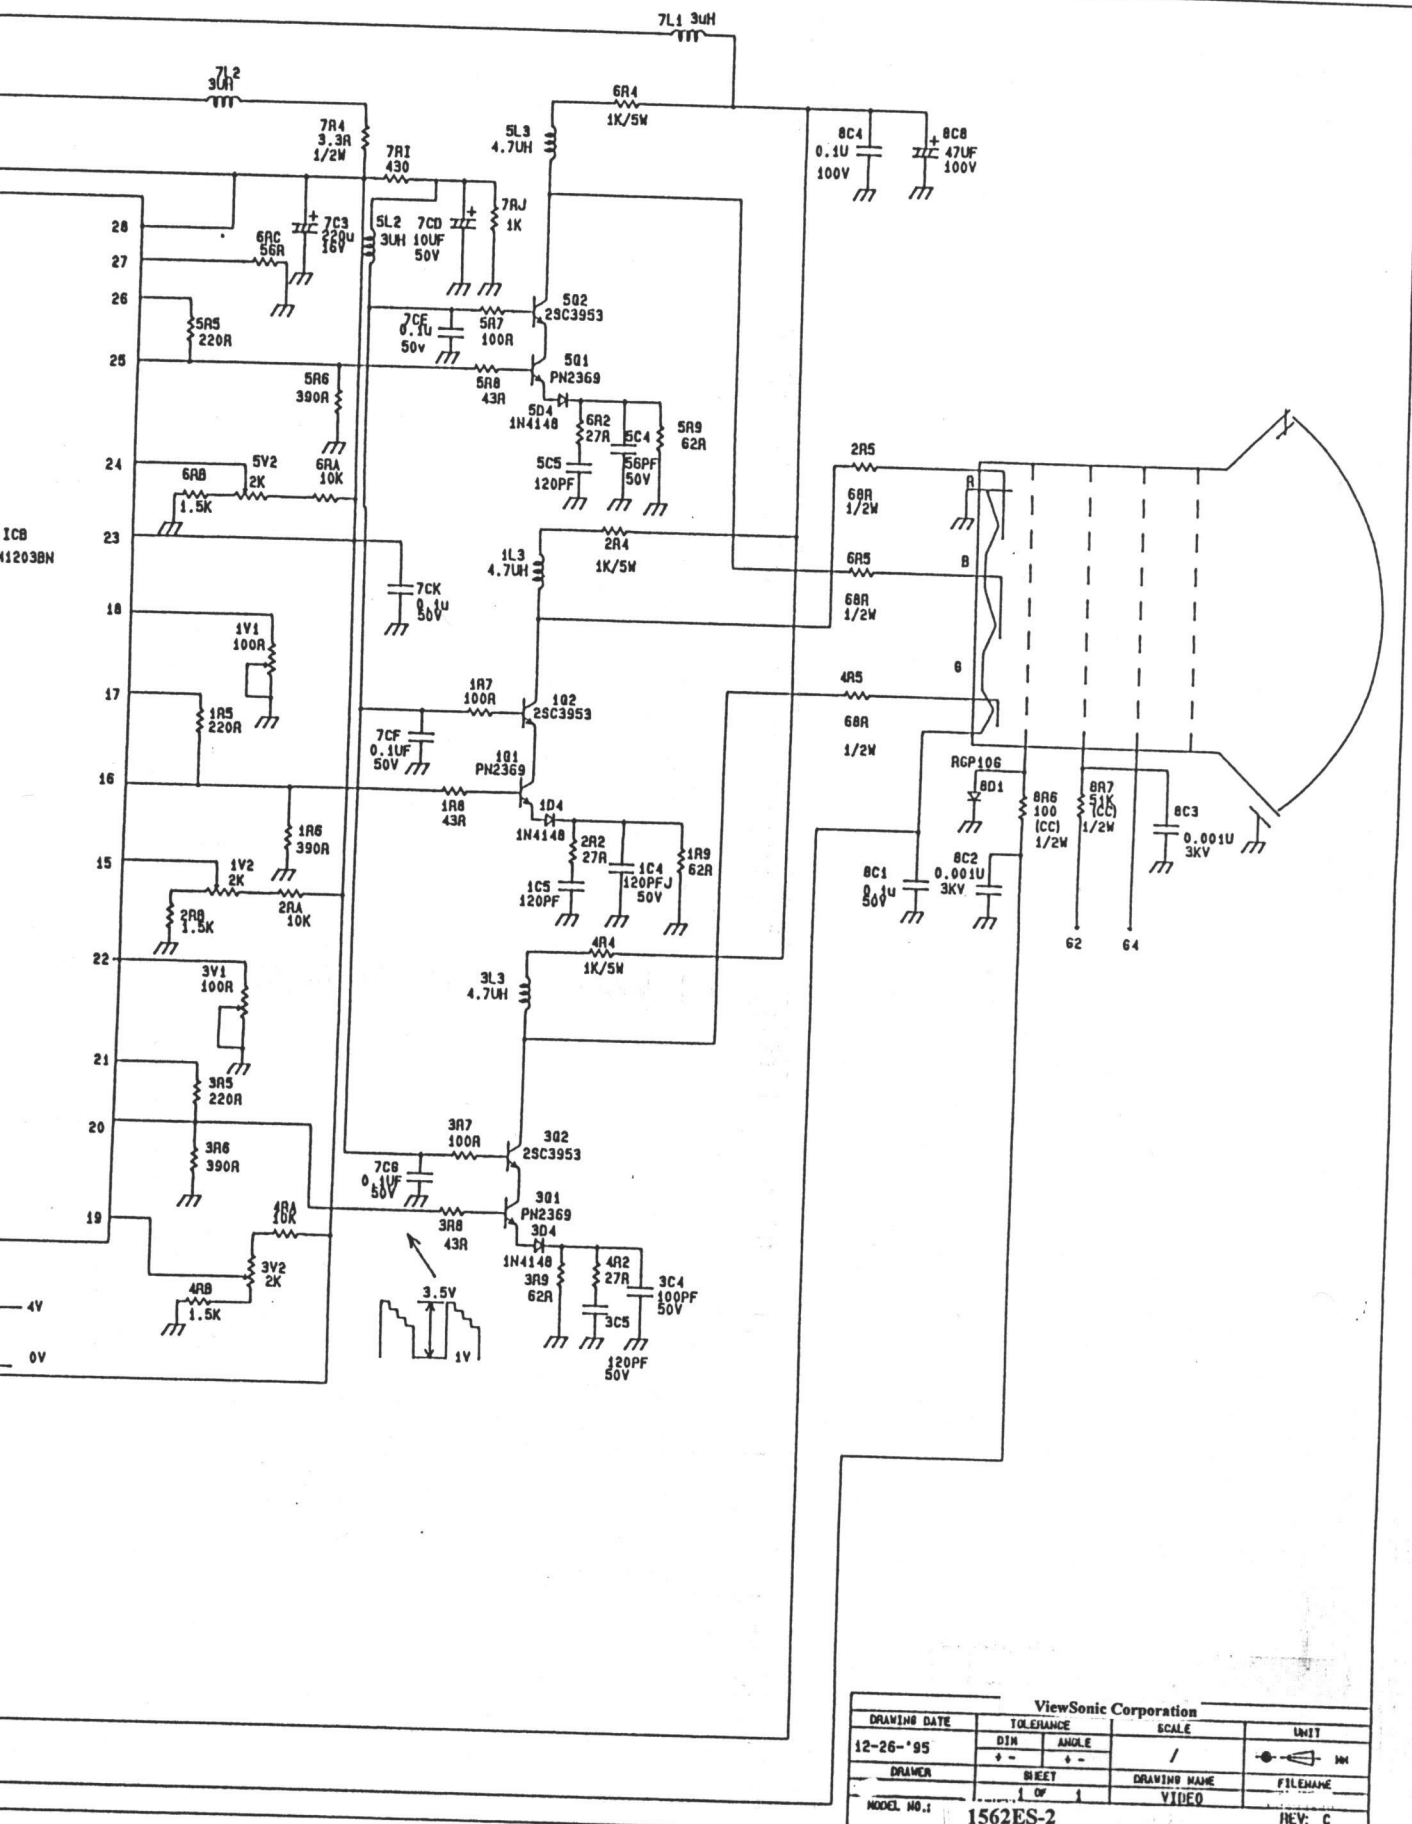 7L1 3uH
7L2
3UH
6R4
1K/5W
7R4
3.3R
1/2W
7RI
430
5L3
4.7UH
8C4
0.1U
100V
8C8
47UF
100V
28
27
26
25
6RC
56R
7C3
220u
16V
5L2
3UH
7CD
10UF
50V
7RJ
1K
5R5
220R
7CE
0.1U
50v
5R7
100R
5Q2
2SC3953
5Q1
PN2369
5R6
390R
5R8
43R
5D4
1N4148
6R2
27R
5C4
56PF
50V
5R9
62R
5C5
120PF
24
6RB
1.5K
5V2
2K
6RA
10K
23
IC8
M1203BN
7CK
0.1u
50V
1L3
4.7UH
2R4
1K/5W
2R5
68R
1/2W
6R5
68R
1/2W
4R5
68R
1/2W
R
B
G
18
1V1
100R
17
1R5
220R
1R7
100R
1Q2
2SC3953
7CF
0.1UF
50V
1Q1
PN2369
16
1R8
43R
1D4
1N4148
1R6
390R
2R2
27R
1C4
120PFJ
50V
1R9
62R
1C5
120PF
15
1V2
2K
2RB
1.5K
2RA
10K
RGP10G
8D1
8R6
100
(CC)
1/2W
8R7
51K
(CC)
1/2W
8C3
0.001U
3KV
8C1
0.1u
50V
8C2
0.001U
3KV
G2
G4
22
3V1
100R
3L3
4.7UH
4R4
1K/5W
21
3R5
220R
20
3R6
390R
3R7
100R
3Q2
2SC3953
7CG
0.1UF
50V
3Q1
PN2369
3R8
43R
3D4
1N4148
19
4RA
10K
3V2
2K
4RB
1.5K
3R9
62R
4R2
27R
3C4
100PF
50V
3C5
120PF
50V
3.5V
1V
4V
0V
ViewSonic Corporation
DRAWING DATE
TOLERANCE
SCALE
UNIT
12-26-'95
DIM
ANGLE
+ -
+ -
/
MM
DRAWER
SHEET
DRAWING NAME
FILENAME
1 OF 1
VIDEO
MODEL NO.:
1562ES-2
REV: C